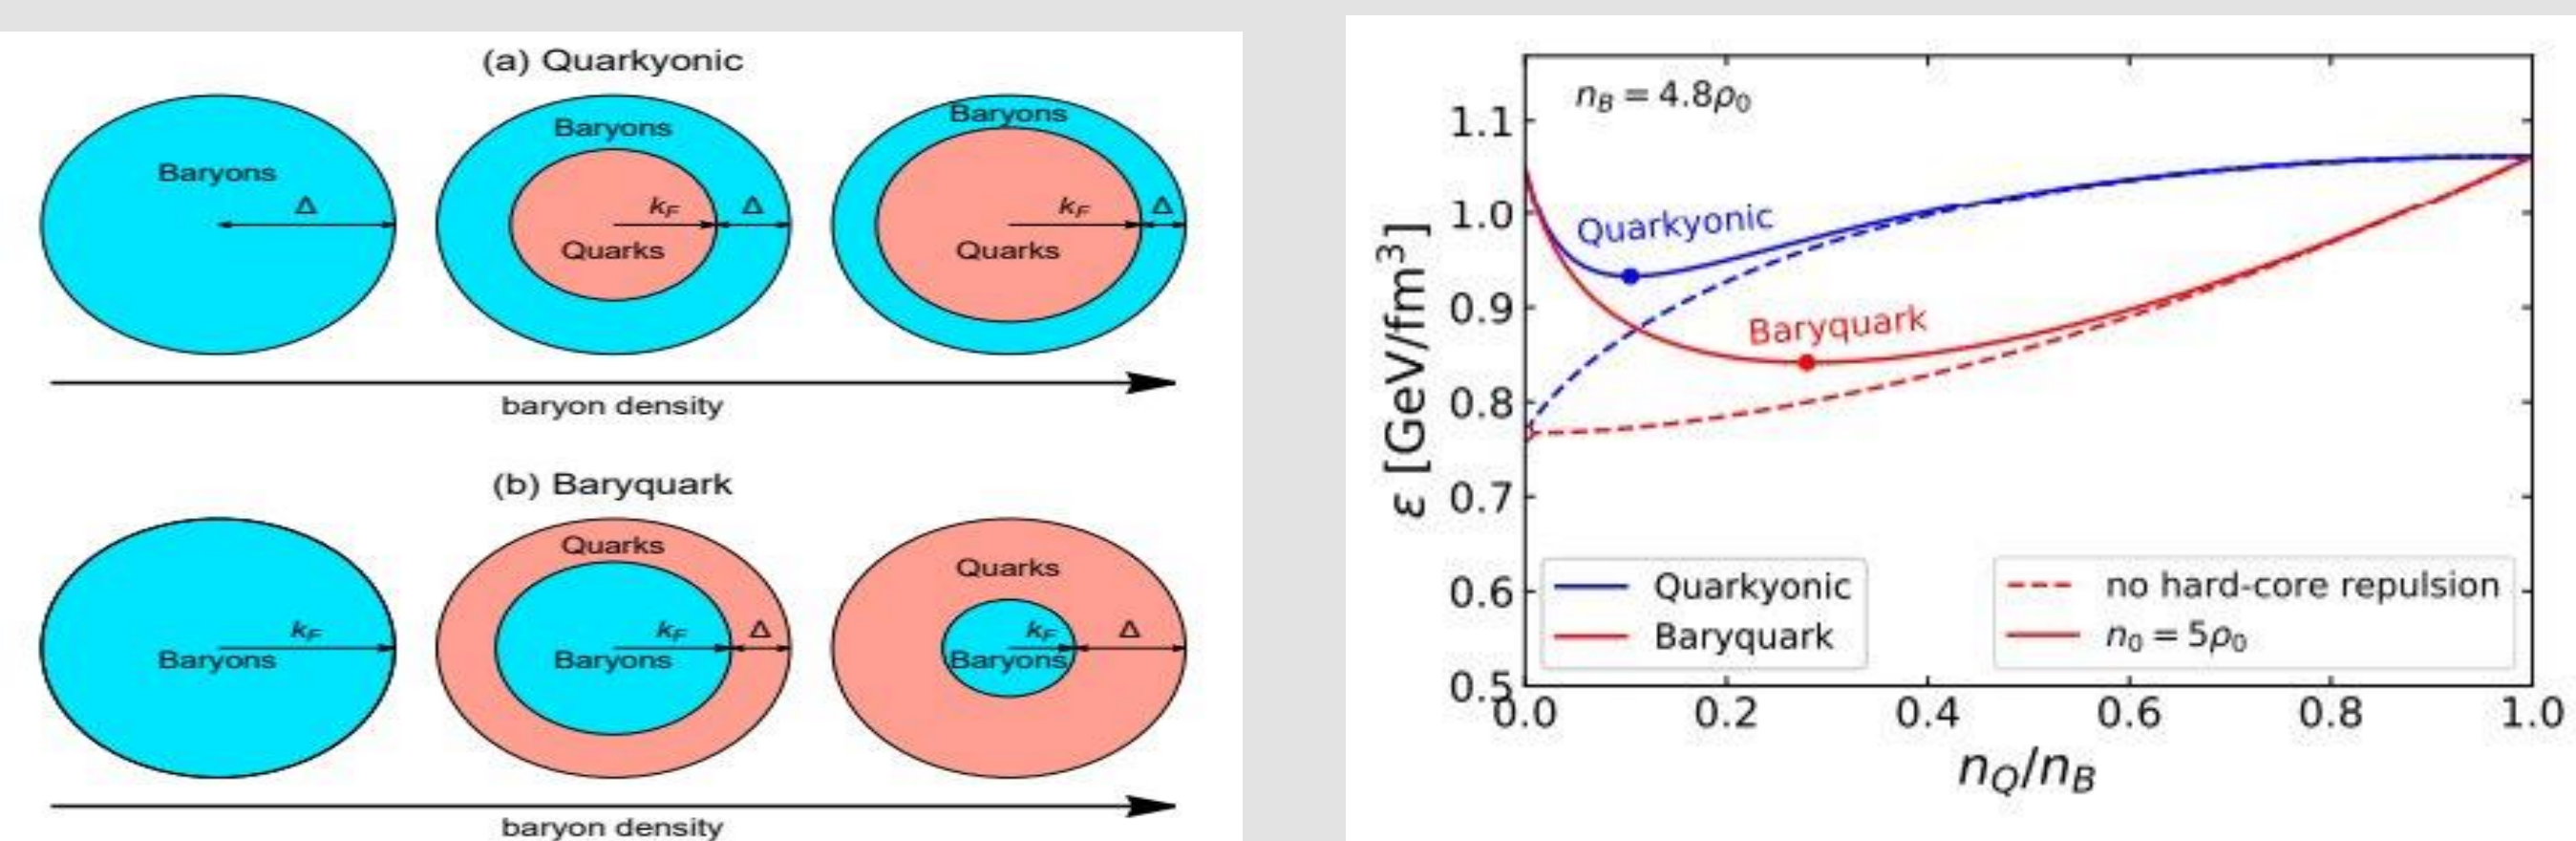 (a) Quarkyonic
Baryons
Δ
Baryons
k_F
Δ
Quarks
Baryons
k_F
Δ
Quarks
baryon density
(b) Baryquark
k_F
Baryons
Quarks
k_F
Δ
Baryons
Quarks
k_F
Δ
Baryons
baryon density
n_B = 4.8ρ_0
ε [GeV/fm³]
1.1
1.0
0.9
0.8
0.7
0.6
0.5
Quarkyonic
Baryquark
Quarkyonic
Baryquark
no hard-core repulsion
n_0 = 5ρ_0
0.0 0.2 0.4 0.6 0.8 1.0
n_Q/n_B